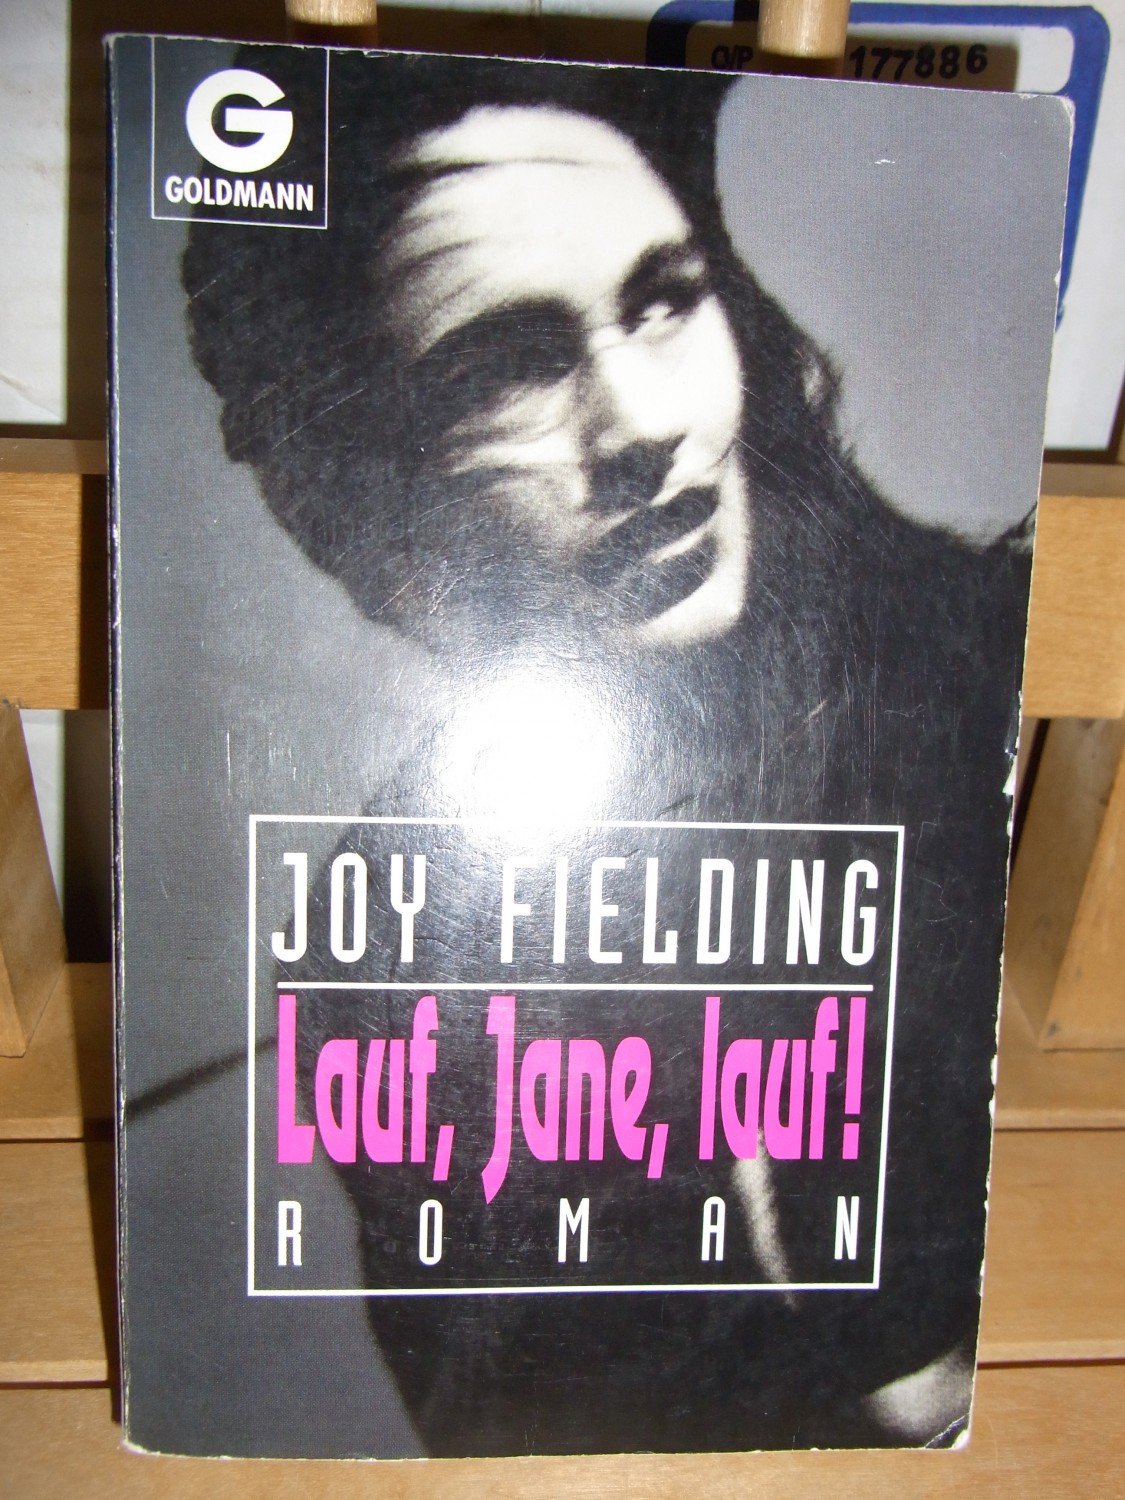 O/P 177886
G
GOLDMANN
JOY FIELDING
Lauf, Jane, lauf!
ROMAN